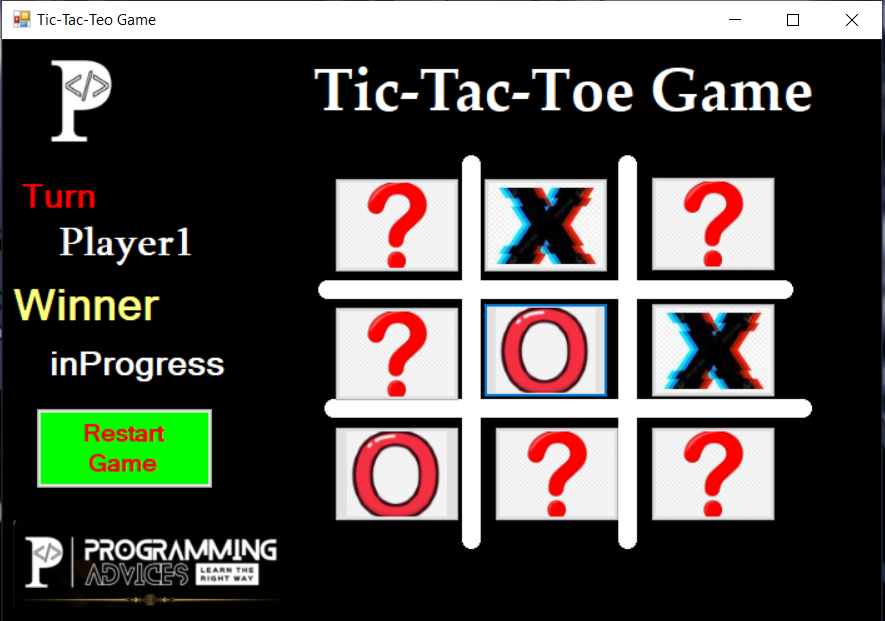 Tic-Tac-Teo Game
P </>
Tic-Tac-Toe Game
Turn
Player1
Winner
inProgress
Restart
Game
? X ?
? O X
O ? ?
P </> PROGRAMMING
ADVICES LEARN THE
RIGHT WAY